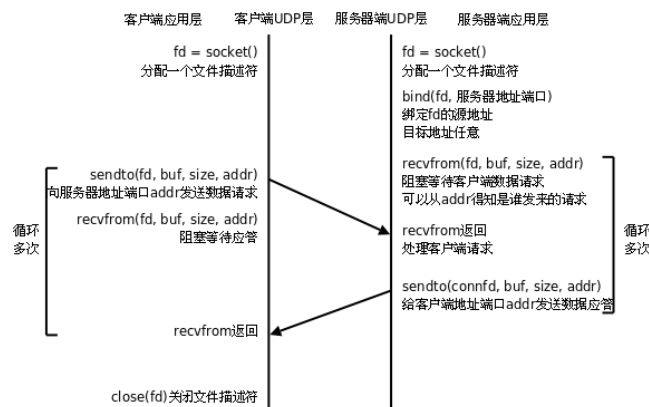 客户端应用层 客户端UDP层 服务器端UDP层 服务器端应用层
fd = socket()
分配一个文件描述符
fd = socket()
分配一个文件描述符
bind(fd, 服务器地址端口)
绑定fd的源地址
目标地址任意
sendto(fd, buf, size, addr)
向服务器地址端口addr发送数据请求
recvfrom(fd, buf, size, addr)
阻塞等待应管
循环
多次
recvfrom(fd, buf, size, addr)
阻塞等待客户端数据请求
可以从addr得知是谁发来的请求
recvfrom返回
处理客户端请求
循环
多次
sendto(connfd, buf, size, addr)
给客户端地址端口addr发送数据应管
recvfrom返回
close(fd)关闭文件描述符